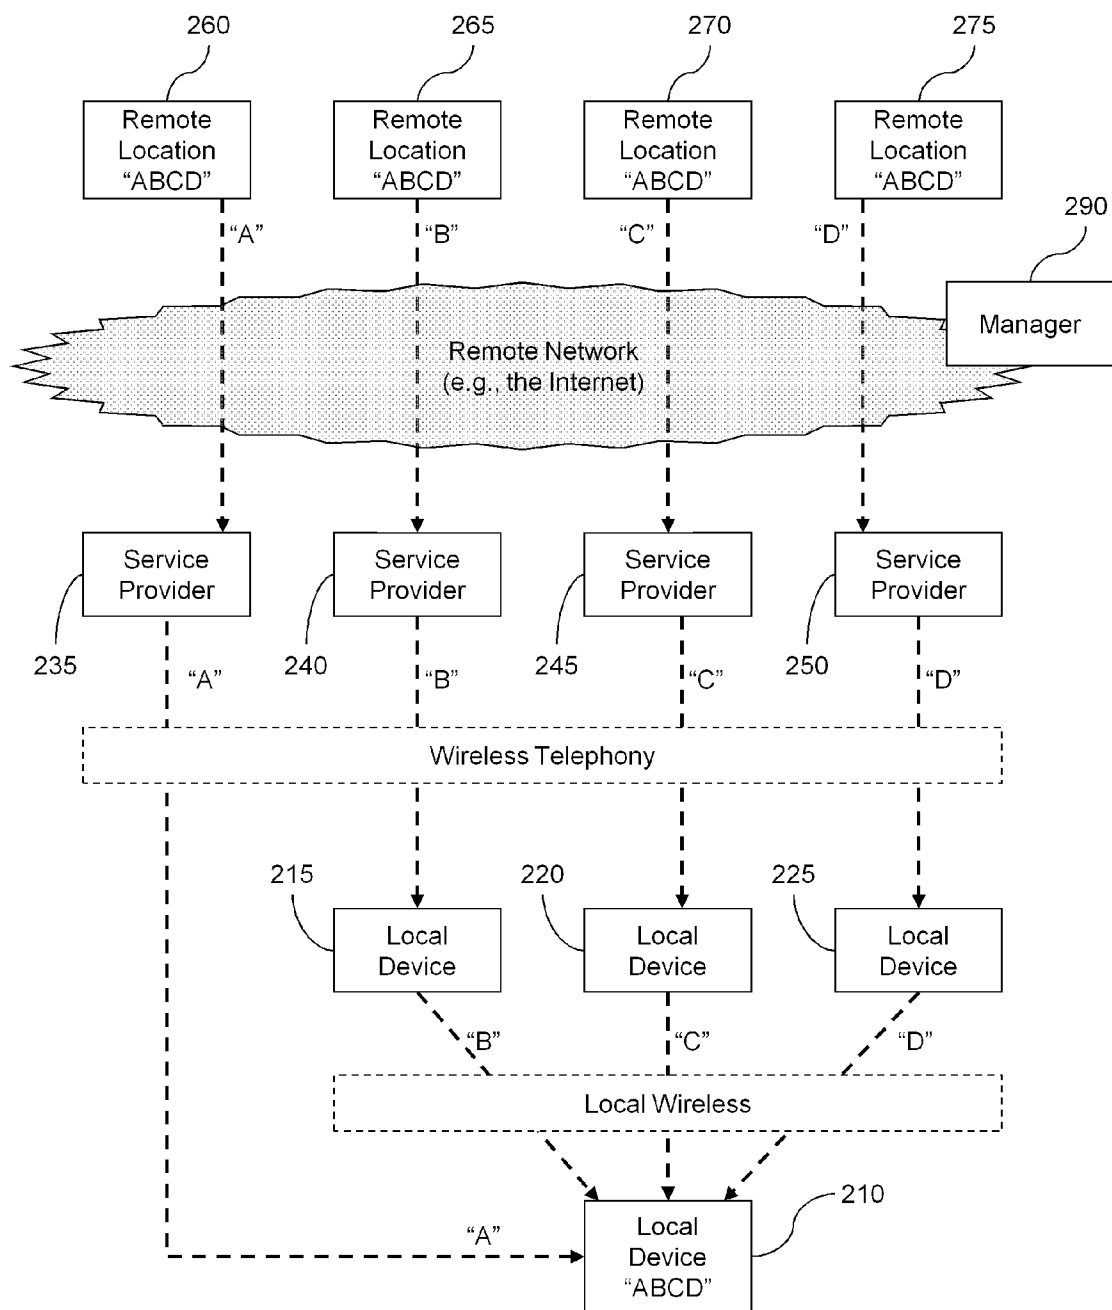 260
265
270
275
Remote
Location
“ABCD”
Remote
Location
“ABCD”
Remote
Location
“ABCD”
Remote
Location
“ABCD”
“A”
“B”
“C”
“D”
290
Manager
Remote Network
(e.g., the Internet)
Service
Provider
Service
Provider
Service
Provider
Service
Provider
235
240
245
250
“A”
“B”
“C”
“D”
Wireless Telephony
215
220
225
Local
Device
Local
Device
Local
Device
“B”
“C”
“D”
Local Wireless
210
Local
Device
“ABCD”
“A”